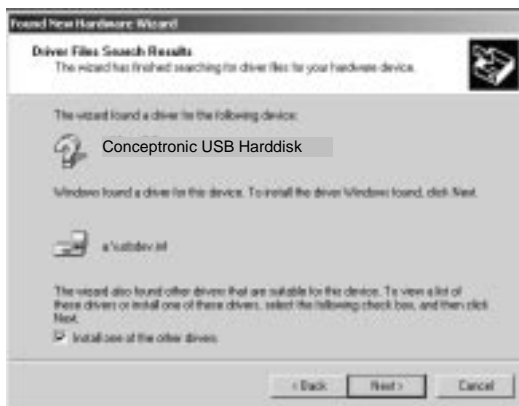 Found New Hardware Wizard
Driver Files Search Results
The wizard has finished searching for driver files for your hardware device.
The wizard found a driver for the following device:
Conceptronic USB Harddisk
Windows found a driver for this device. To install the driver Windows found, click Next.
a:\usbdev.inf
The wizard also found other drivers that are suitable for this device. To view a list of
these drivers or install one of these drivers, select the following check box, and then click
Next.
Install one of the other drivers
< Back
Next >
Cancel